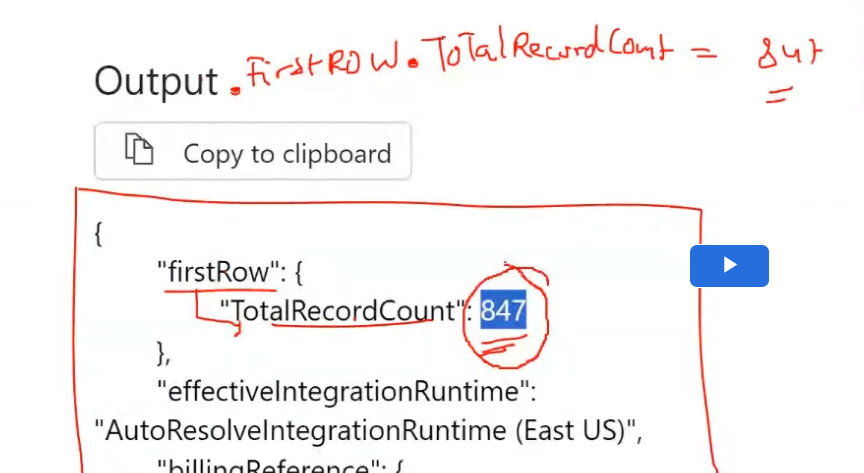 Output .FirstROW.ToTalRecordCount = 847
Copy to clipboard
{
"firstRow": {
"TotalRecordCount": 847
},
"effectiveIntegrationRuntime":
"AutoResolveIntegrationRuntime (East US)",
"billingReference": {